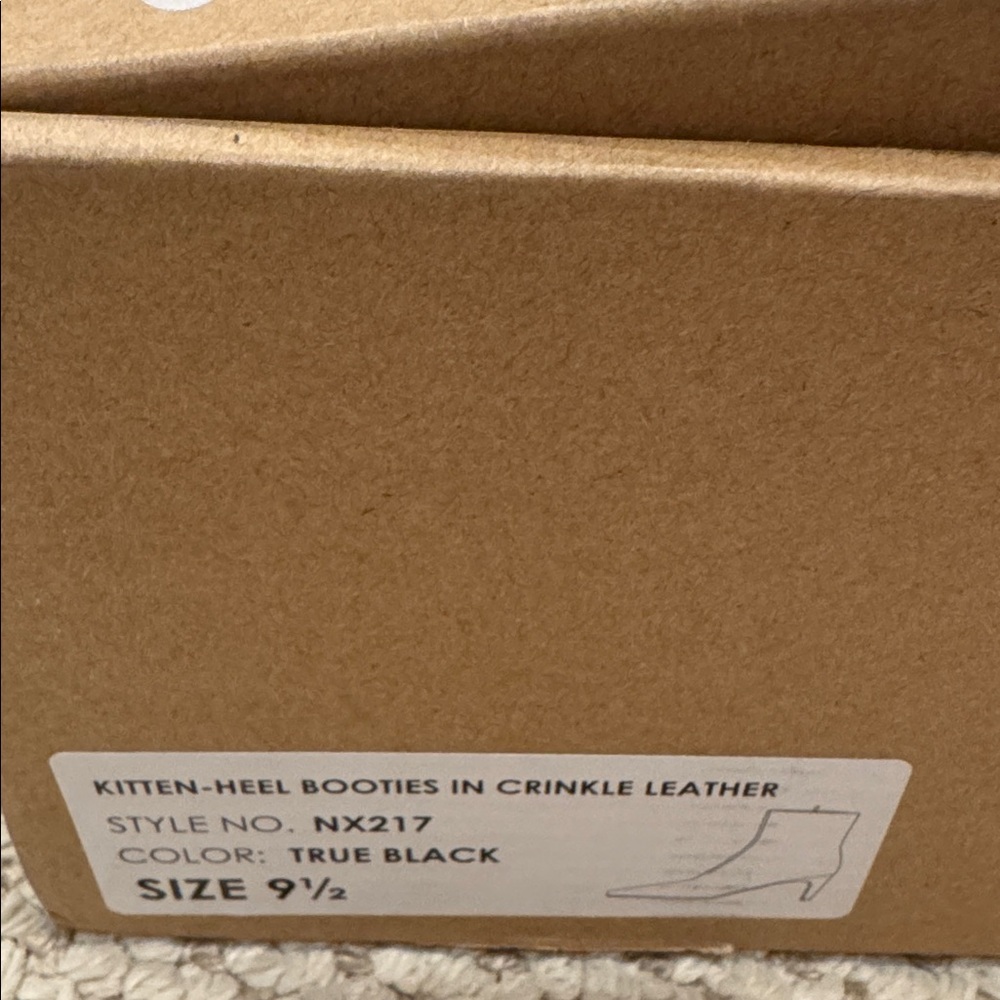 KITTEN-HEEL BOOTIES IN CRINKLE LEATHER
STYLE NO. NX217
COLOR: TRUE BLACK
SIZE 9½